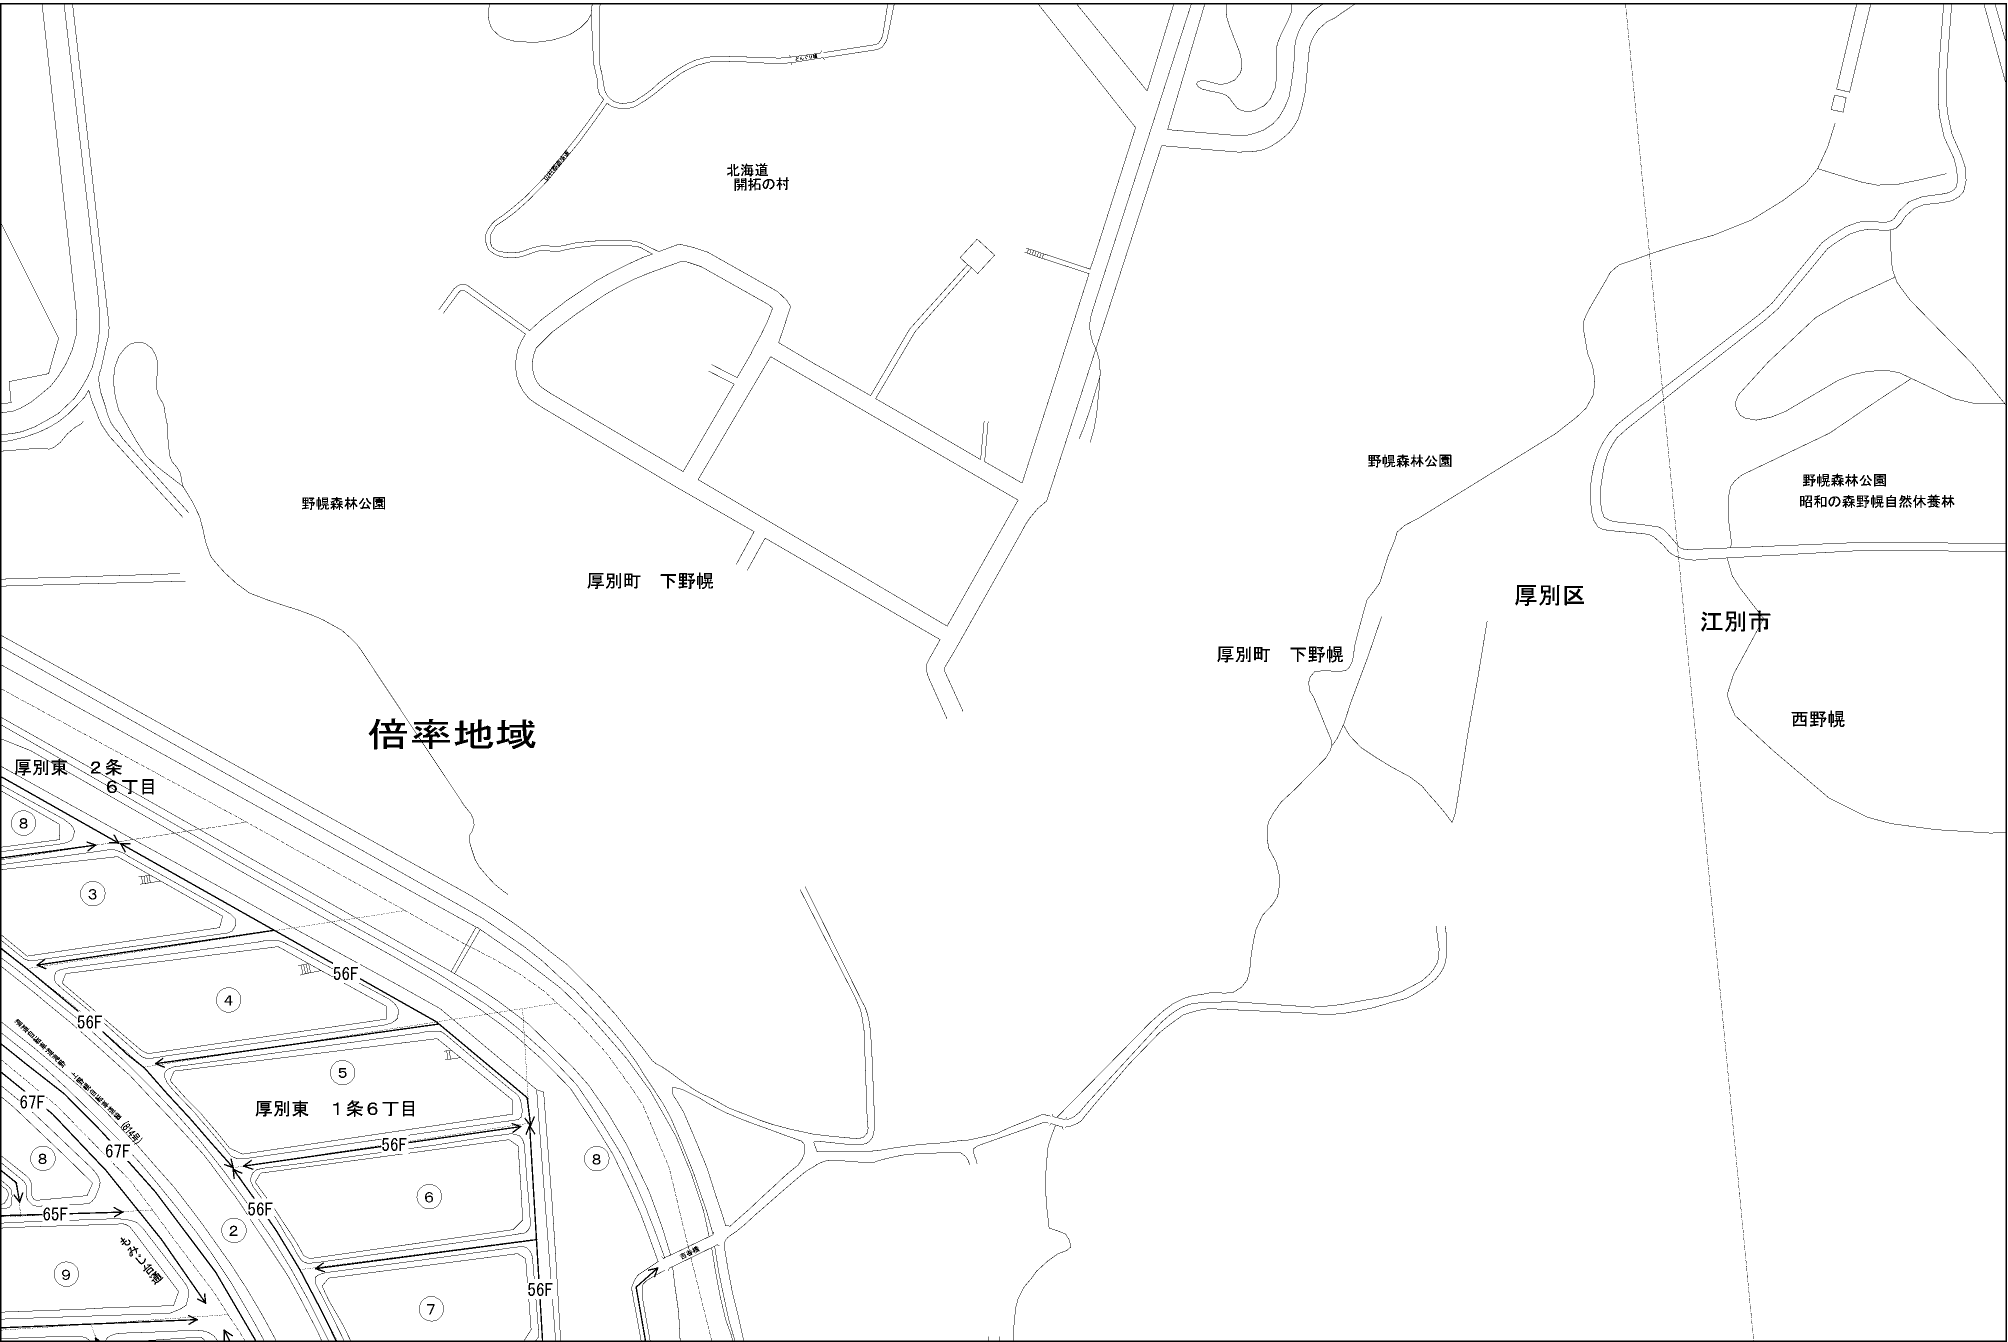 北海道
開拓の村
野幌森林公園
野幌森林公園
昭和の森野幌自然休養林
野幌森林公園
厚別町　下野幌
厚別区
江別市
厚別町　下野幌
西野幌
倍率地域
厚別東　２条
６丁目
8
3
56F
4
56F
5
67F
厚別東　１条６丁目
56F
67F
8
8
6
56F
65F
2
もみじ台通
9
56F
7